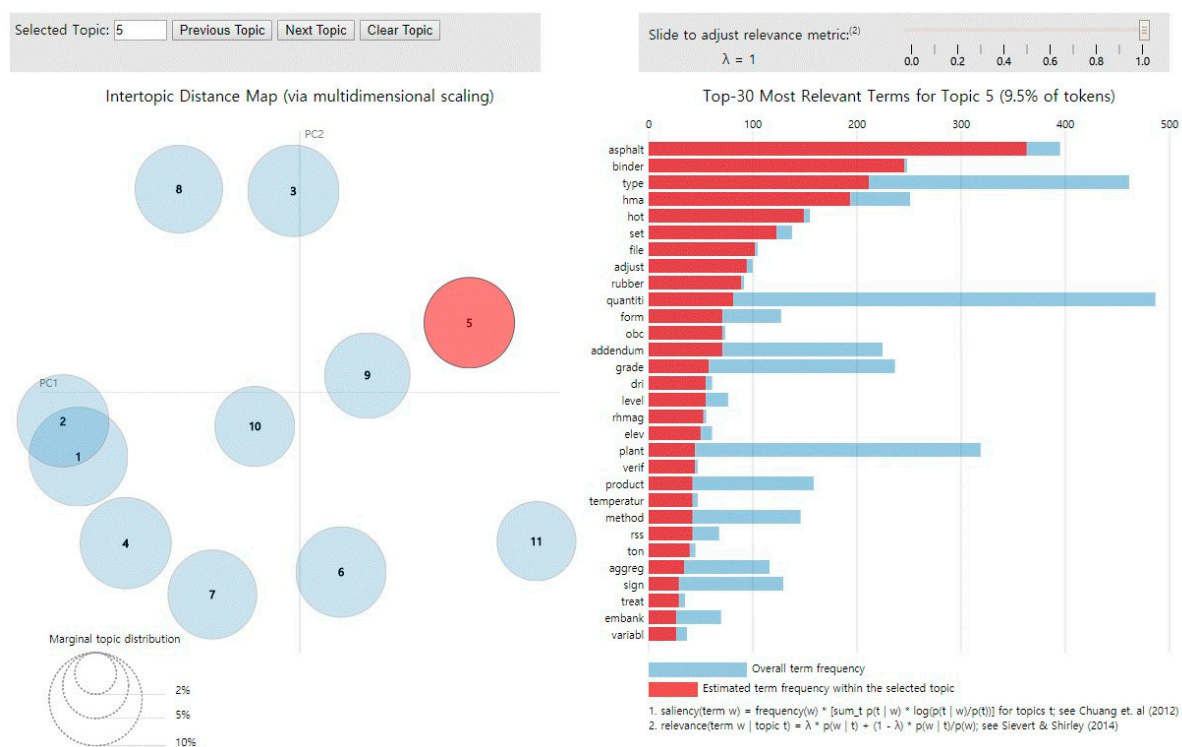 Selected Topic: 5 Previous Topic Next Topic Clear Topic
Slide to adjust relevance metric:(2)
λ = 1
0.0 0.2 0.4 0.6 0.8 1.0
Intertopic Distance Map (via multidimensional scaling)
PC2
PC1
8
3
5
9
2
10
1
4
11
6
7
Marginal topic distribution
2%
5%
10%
Top-30 Most Relevant Terms for Topic 5 (9.5% of tokens)
0 100 200 300 400 500
asphalt
binder
type
hma
hot
set
file
adjust
rubber
quantiti
form
obc
addendum
grade
dri
level
rhmag
elev
plant
verif
product
temperatur
method
rss
ton
aggreg
sign
treat
embank
variabl
Overall term frequency
Estimated term frequency within the selected topic
1. saliency(term w) = frequency(w) * [sum_t p(t | w) * log(p(t | w)/p(t))] for topics t; see Chuang et. al (2012)
2. relevance(term w | topic t) = λ * p(w | t) + (1 - λ) * p(w | t)/p(w); see Sievert & Shirley (2014)